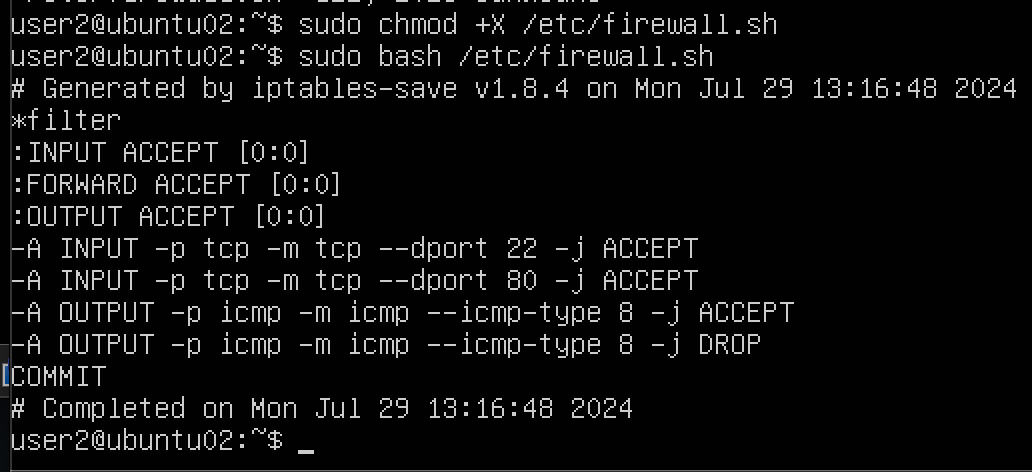 user2@ubuntu02:~$ sudo chmod +X /etc/firewall.sh
user2@ubuntu02:~$ sudo bash /etc/firewall.sh
# Generated by iptables-save v1.8.4 on Mon Jul 29 13:16:48 2024
*filter
:INPUT ACCEPT [0:0]
:FORWARD ACCEPT [0:0]
:OUTPUT ACCEPT [0:0]
-A INPUT -p tcp -m tcp --dport 22 -j ACCEPT
-A INPUT -p tcp -m tcp --dport 80 -j ACCEPT
-A OUTPUT -p icmp -m icmp --icmp-type 8 -j ACCEPT
-A OUTPUT -p icmp -m icmp --icmp-type 8 -j DROP
COMMIT
# Completed on Mon Jul 29 13:16:48 2024
user2@ubuntu02:~$ _